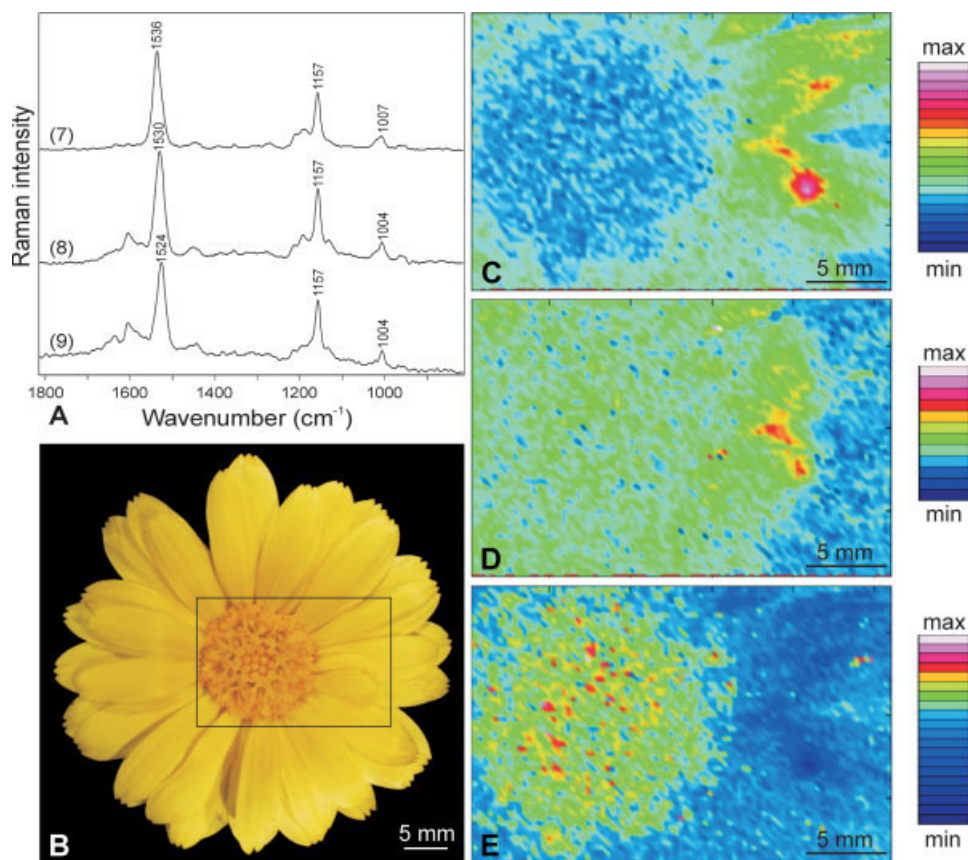 1536
1157
1007
(7)
1530
1157
1004
(8)
1524
1157
1004
(9)
Raman intensity
1800 1600 1400 1200 1000
A Wavenumber (cm⁻¹)
B 5 mm
C 5 mm
max
min
D 5 mm
max
min
E 5 mm
max
min